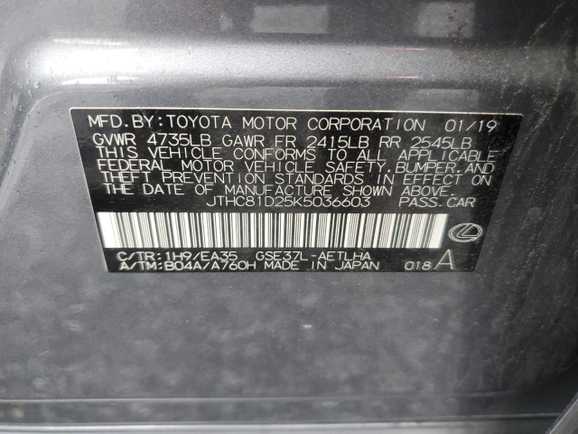 MFD.BY:TOYOTA MOTOR CORPORATION 01/19
GVWR 4735LB GAWR FR 2415LB RR 2545LB
THIS VEHICLE CONFORMS TO ALL APPLICABLE
FEDERAL MOTOR VEHICLE SAFETY,BUMPER,AND
THEFT PREVENTION STANDARDS IN EFFECT ON
THE DATE OF MANUFACTURE SHOWN ABOVE.
JTHC81D25K5036603 PASS.CAR
C/TR:1H9/EA35 GSE37L-AETLHA
A/TM:B04A/A760H MADE IN JAPAN 018 A